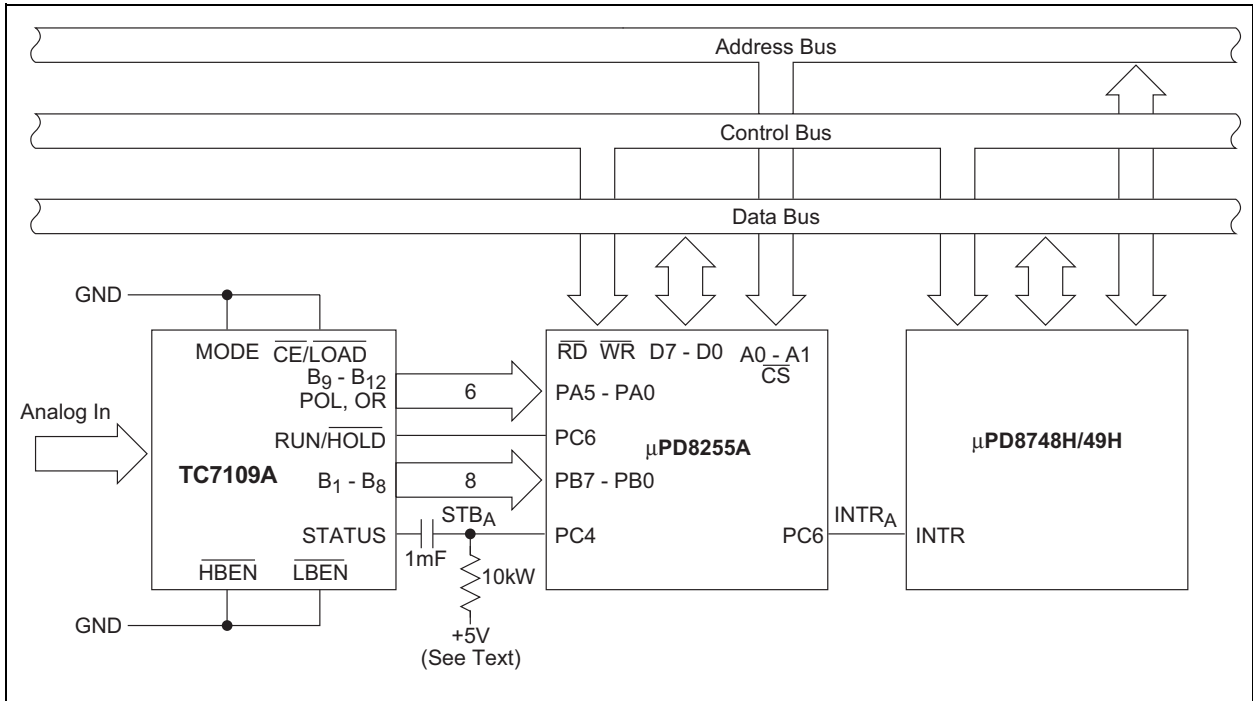 Address Bus
Control Bus
Data Bus
GND
MODE CE/LOAD
B9 - B12
POL, OR
6
RD WR D7 - D0 A0 - A1
CS
PA5 - PA0
Analog In
RUN/HOLD
PC6
μPD8255A
μPD8748H/49H
TC7109A
B1 - B8
8
PB7 - PB0
STATUS
STBA
PC4
PC6
INTRA
INTR
1mF
HBEN LBEN
10kW
GND
+5V
(See Text)